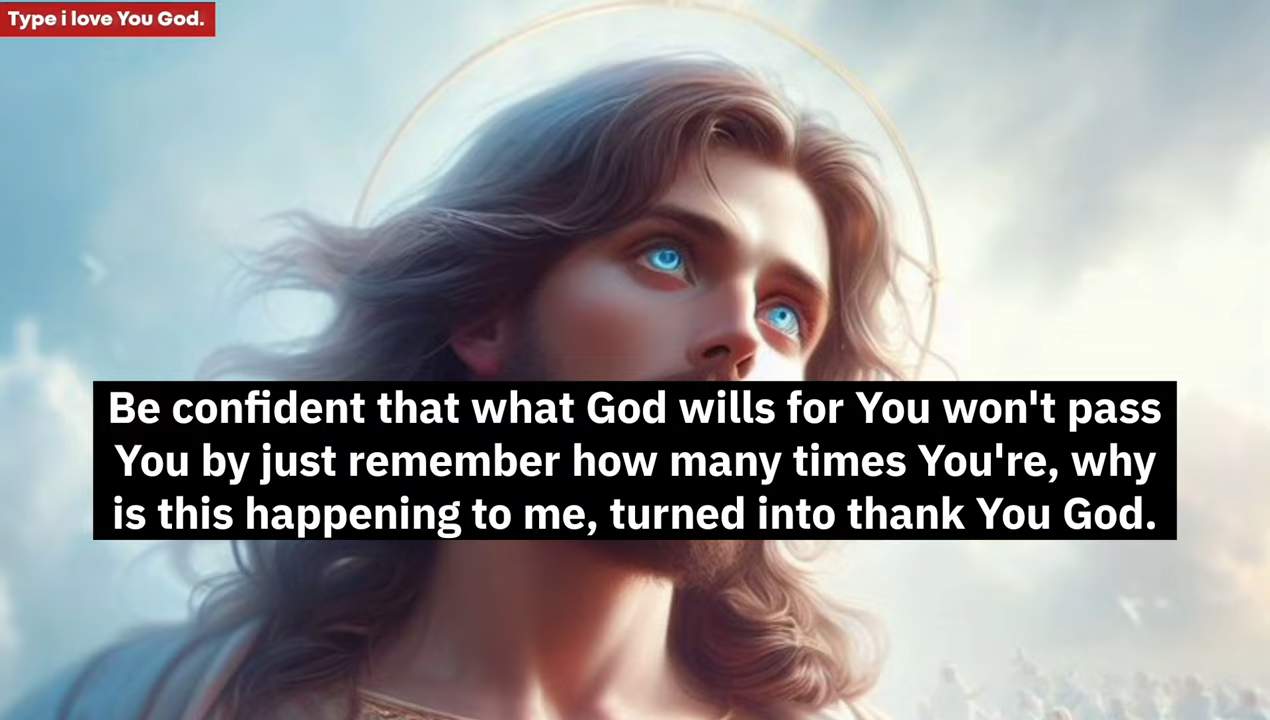 Type i love You God.
Be confident that what God wills for You won't pass
You by just remember how many times You're, why
is this happening to me, turned into thank You God.